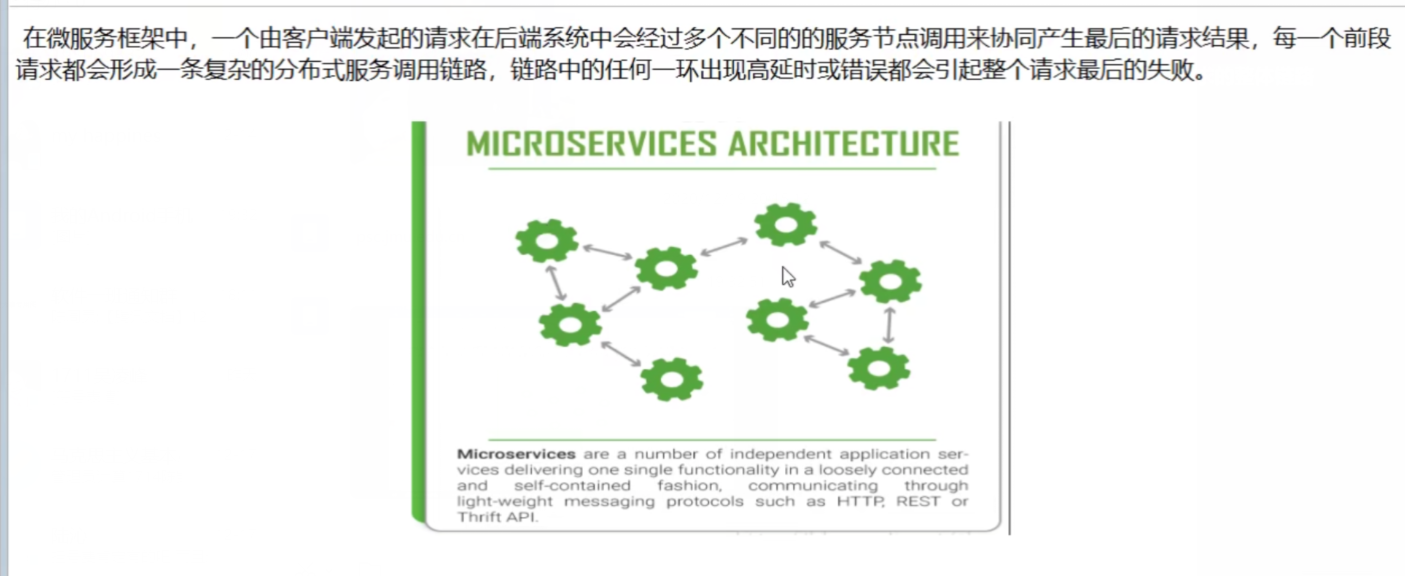 在微服务框架中，一个由客户端发起的请求在后端系统中会经过多个不同的的服务节点调用来协同产生最后的请求结果，每一个前段
请求都会形成一条复杂的分布式服务调用链路，链路中的任何一环出现高延时或错误都会引起整个请求最后的失败。
MICROSERVICES ARCHITECTURE
Microservices are a number of independent application ser-
vices delivering one single functionality in a loosely connected
and self-contained fashion, communicating through
light-weight messaging protocols such as HTTP, REST or
Thrift API.